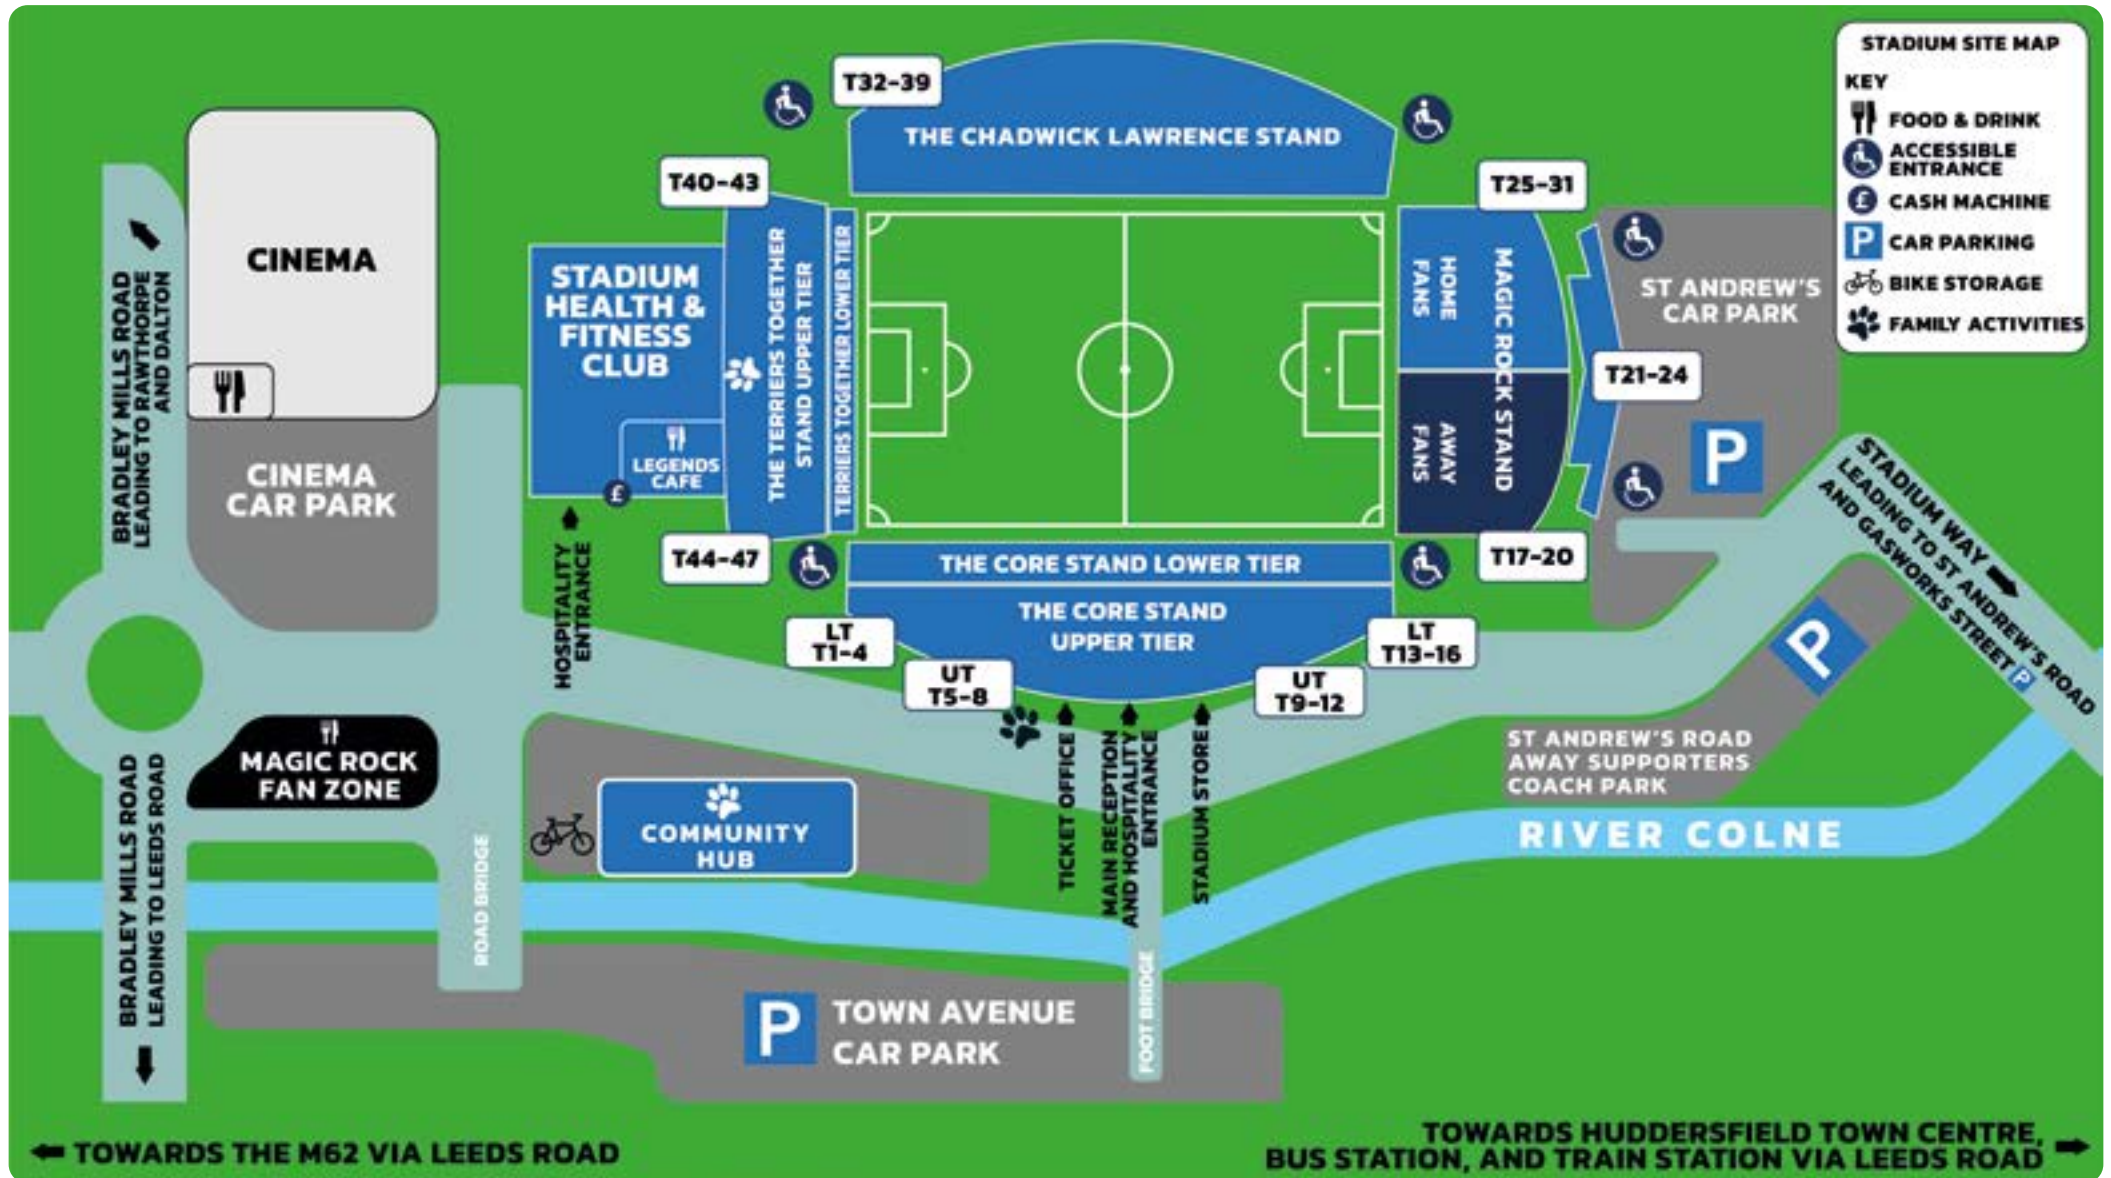 STADIUM SITE MAP
KEY
FOOD & DRINK
ACCESSIBLE
ENTRANCE
£
CASH MACHINE
P
CAR PARKING
BIKE STORAGE
FAMILY ACTIVITIES
T32-39
THE CHADWICK LAWRENCE STAND
T40-43
T25-31
CINEMA
BRADLEY MILLS ROAD
LEADING TO RAWTHORPE
AND DALTON
CINEMA
CAR PARK
STADIUM
HEALTH &
FITNESS
CLUB
LEGENDS
CAFE
£
THE TERRIERS TOGETHER
STAND UPPER TIER
TERRIERS TOGETHER LOWER TIER
HOME
FANS
AWAY
FANS
MAGIC ROCK STAND
ST ANDREW'S
CAR PARK
T21-24
P
T44-47
T17-20
HOSPITALITY
ENTRANCE
THE CORE STAND LOWER TIER
THE CORE STAND
UPPER TIER
LT
T1-4
UT
T5-8
UT
T9-12
LT
T13-16
STADIUM WAY
LEADING TO ST ANDREW'S ROAD
AND GASWORKS STREET P
P
MAGIC ROCK
FAN ZONE
COMMUNITY
HUB
TICKET OFFICE
MAIN RECEPTION
AND HOSPITALITY
ENTRANCE
STADIUM STORE
ST ANDREW'S ROAD
AWAY SUPPORTERS
COACH PARK
RIVER COLNE
BRADLEY MILLS ROAD
LEADING TO LEEDS ROAD
ROAD BRIDGE
P
TOWN AVENUE
CAR PARK
FOOT BRIDGE
TOWARDS THE M62 VIA LEEDS ROAD
TOWARDS HUDDERSFIELD TOWN CENTRE,
BUS STATION, AND TRAIN STATION VIA LEEDS ROAD